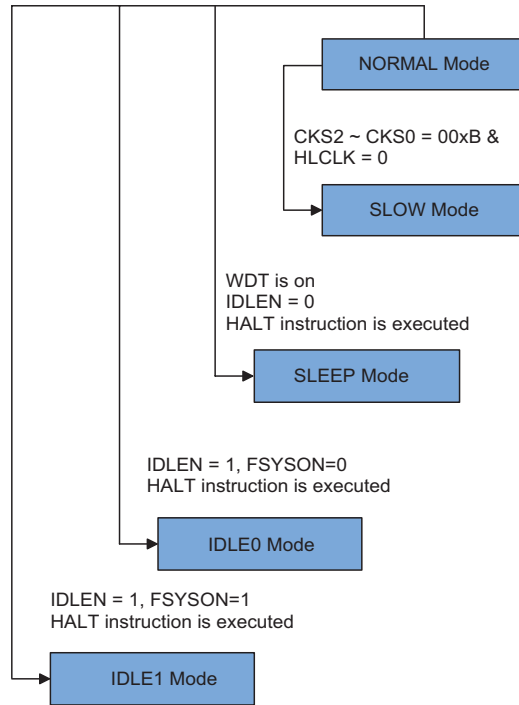 NORMAL Mode
CKS2 ~ CKS0 = 00xB &
HLCLK = 0
SLOW Mode
WDT is on
IDLEN = 0
HALT instruction is executed
SLEEP Mode
IDLEN = 1, FSYSON=0
HALT instruction is executed
IDLE0 Mode
IDLEN = 1, FSYSON=1
HALT instruction is executed
IDLE1 Mode